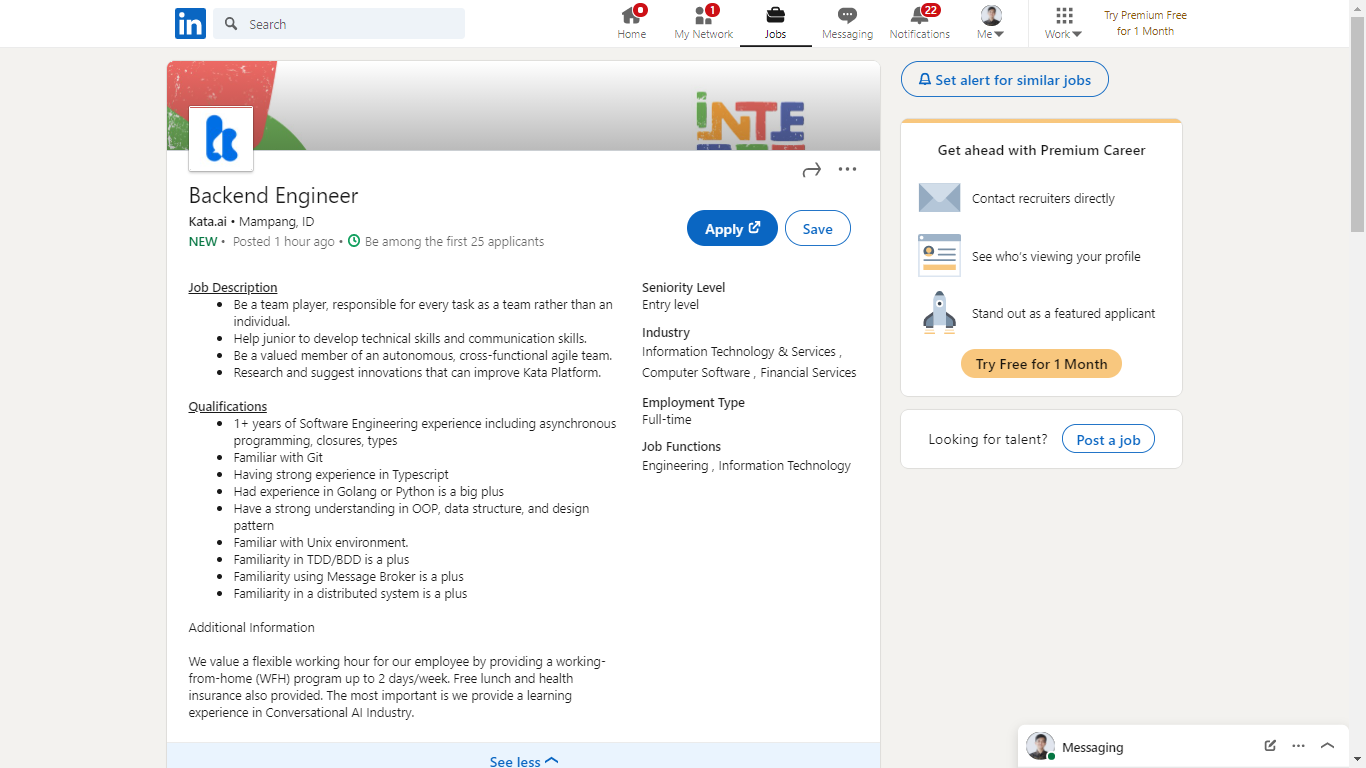 in
Search
1
22
Home
My Network
Jobs
Messaging
Notifications
Me
Work
Try Premium Free
for 1 Month
INTE
Backend Engineer
Kata.ai • Mampang, ID
NEW • Posted 1 hour ago • Be among the first 25 applicants
Apply
Save
Job Description
• Be a team player, responsible for every task as a team rather than an
individual.
• Help junior to develop technical skills and communication skills.
• Be a valued member of an autonomous, cross-functional agile team.
• Research and suggest innovations that can improve Kata Platform.
Qualifications
• 1+ years of Software Engineering experience including asynchronous
programming, closures, types
• Familiar with Git
• Having strong experience in Typescript
• Had experience in Golang or Python is a big plus
• Have a strong understanding in OOP, data structure, and design
pattern
• Familiar with Unix environment.
• Familiarity in TDD/BDD is a plus
• Familiarity using Message Broker is a plus
• Familiarity in a distributed system is a plus
Additional Information
We value a flexible working hour for our employee by providing a working-
from-home (WFH) program up to 2 days/week. Free lunch and health
insurance also provided. The most important is we provide a learning
experience in Conversational AI Industry.
See less
Seniority Level
Entry level
Industry
Information Technology & Services ,
Computer Software , Financial Services
Employment Type
Full-time
Job Functions
Engineering , Information Technology
Set alert for similar jobs
Get ahead with Premium Career
Contact recruiters directly
See who's viewing your profile
Stand out as a featured applicant
Try Free for 1 Month
Looking for talent?
Post a job
Messaging